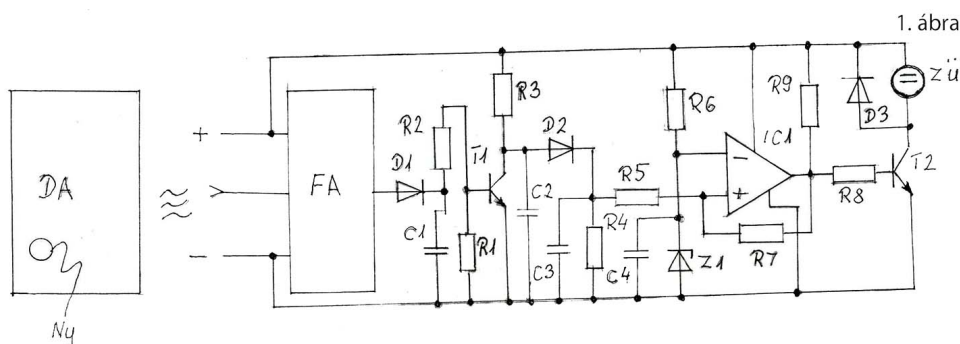 1. ábra
Zü
R3
R9
R6
D3
R2
IC1
D1
T1
D2
+
−
DA
FA
R5
+
T2
R8
C2
C1
R1
R4
R7
−
C3
C4
Z1
Ny